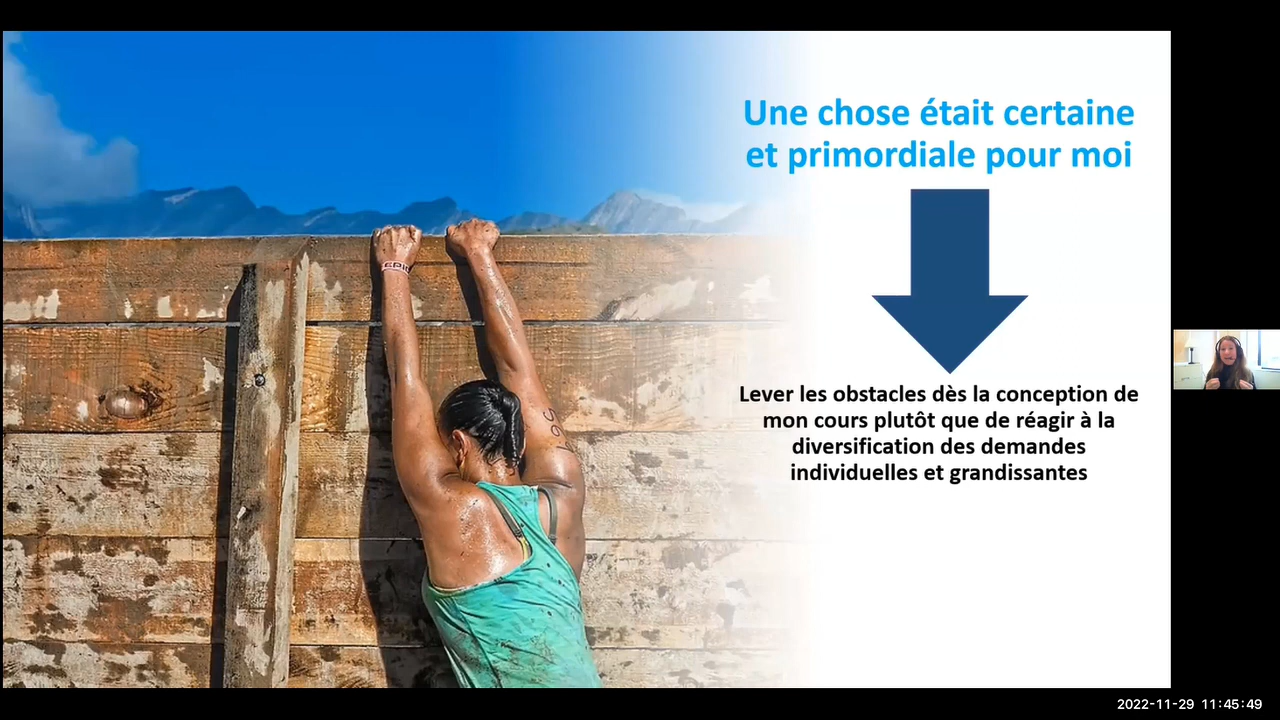 Une chose était certaine
et primordiale pour moi
Lever les obstacles dès la conception de
mon cours plutôt que de réagir à la
diversification des demandes
individuelles et grandissantes
EPIC
2022-11-29 11:45:49